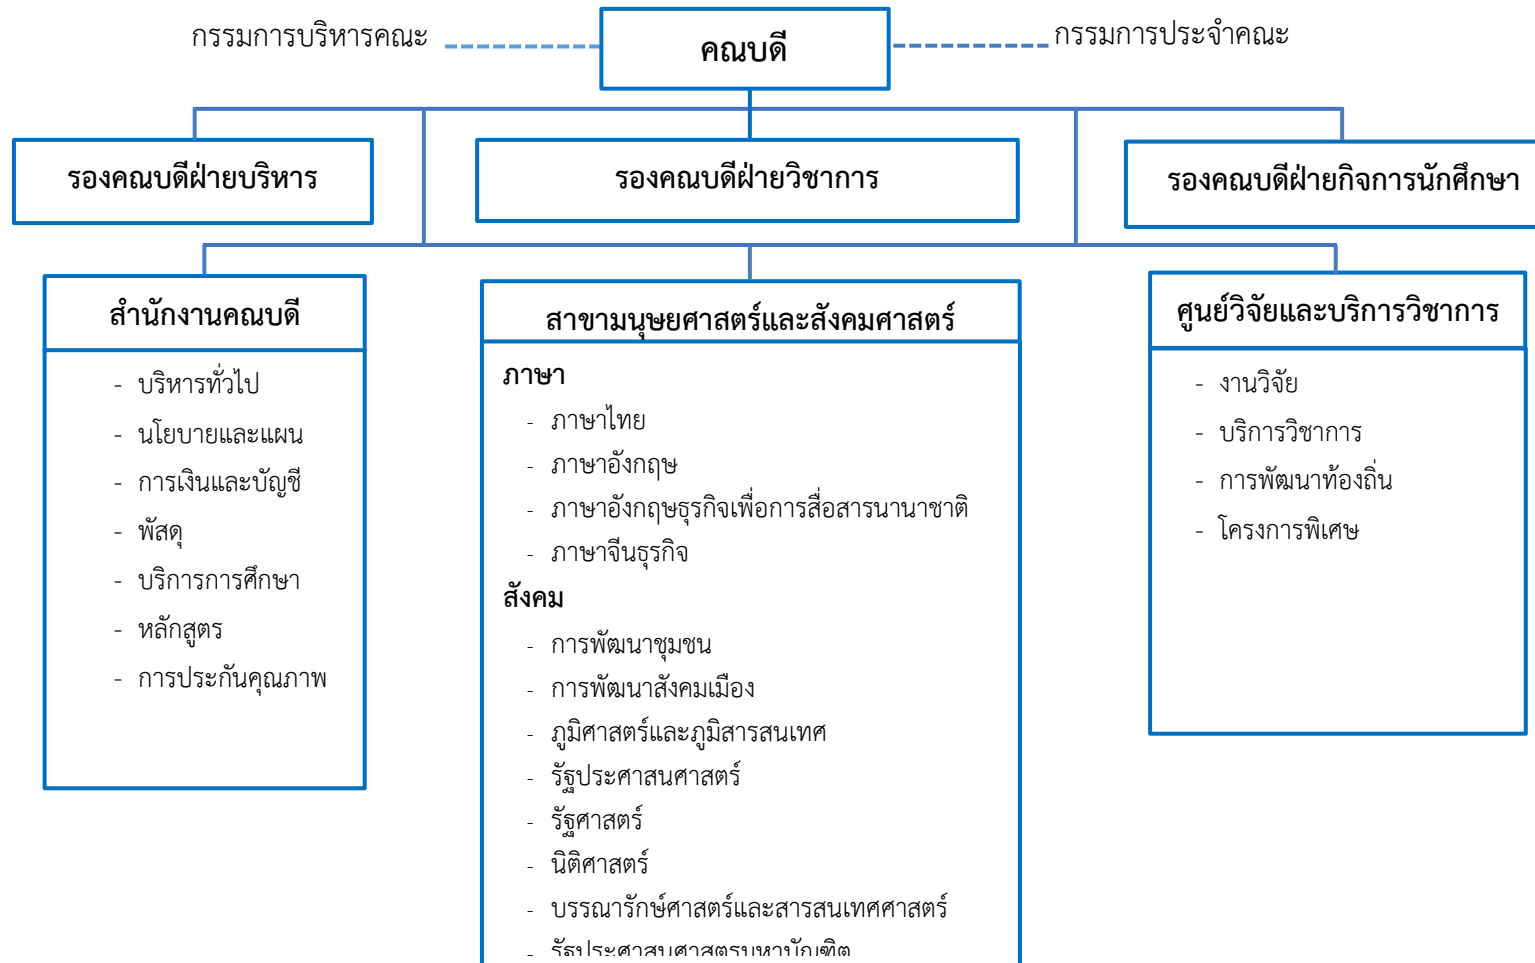 กรรมการบริหารคณะ
คณบดี
กรรมการประจำคณะ
รองคณบดีฝ่ายบริหาร
รองคณบดีฝ่ายวิชาการ
รองคณบดีฝ่ายกิจการนักศึกษา
สำนักงานคณบดี
- บริหารทั่วไป
- นโยบายและแผน
- การเงินและบัญชี
- พัสดุ
- บริการการศึกษา
- หลักสูตร
- การประกันคุณภาพ
สาขามนุษยศาสตร์และสังคมศาสตร์
ภาษา
- ภาษาไทย
- ภาษาอังกฤษ
- ภาษาอังกฤษธุรกิจเพื่อการสื่อสารนานาชาติ
- ภาษาจีนธุรกิจ
สังคม
- การพัฒนาชุมชน
- การพัฒนาสังคมเมือง
- ภูมิศาสตร์และภูมิสารสนเทศ
- รัฐประศาสนศาสตร์
- รัฐศาสตร์
- นิติศาสตร์
- บรรณารักษ์ศาสตร์และสารสนเทศศาสตร์
- รัฐประศาสนศาสตรมหาบัณฑิต
ศูนย์วิจัยและบริการวิชาการ
- งานวิจัย
- บริการวิชาการ
- การพัฒนาท้องถิ่น
- โครงการพิเศษ